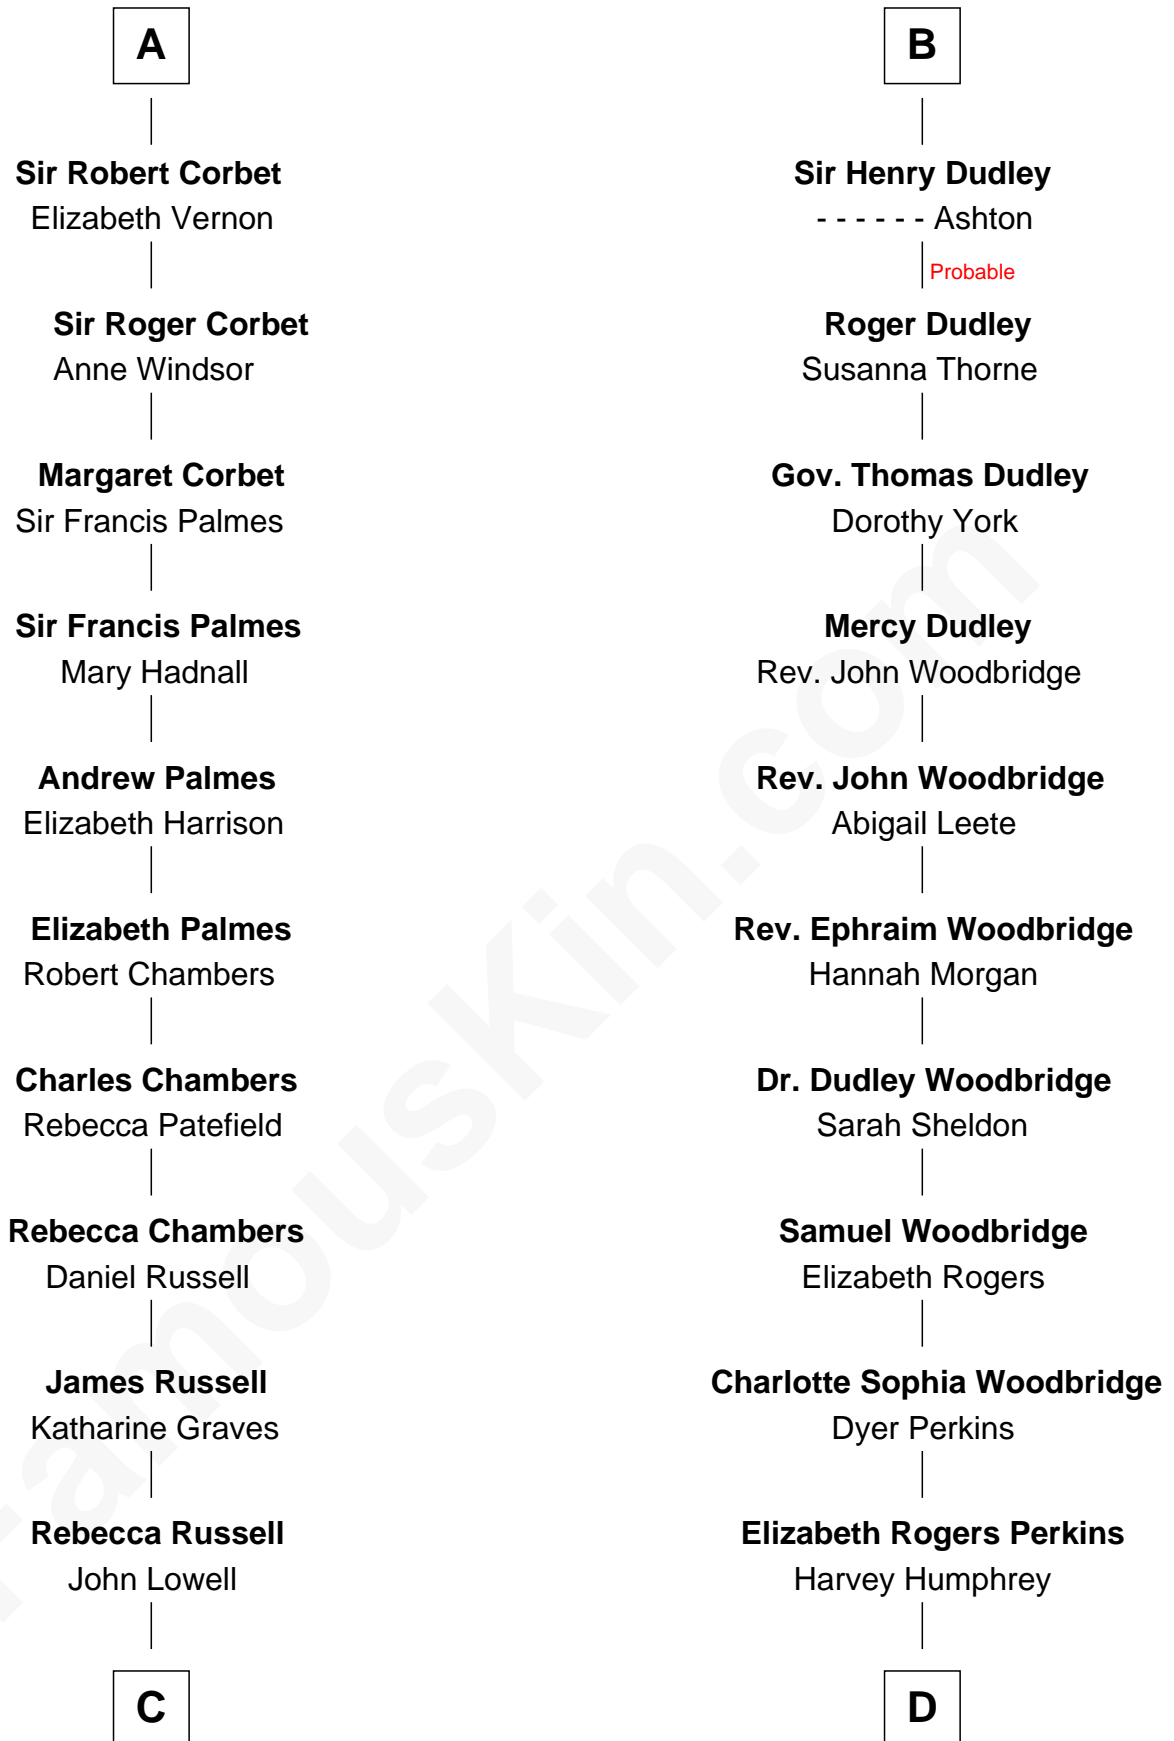 A
Sir Robert Corbet
Elizabeth Vernon
Sir Roger Corbet
Anne Windsor
Margaret Corbet
Sir Francis Palmes
Sir Francis Palmes
Mary Hadnall
Andrew Palmes
Elizabeth Harrison
Elizabeth Palmes
Robert Chambers
Charles Chambers
Rebecca Patefield
Rebecca Chambers
Daniel Russell
James Russell
Katharine Graves
Rebecca Russell
John Lowell
C
B
Sir Henry Dudley
- - - - - - Ashton
Probable
Roger Dudley
Susanna Thorne
Gov. Thomas Dudley
Dorothy York
Mercy Dudley
Rev. John Woodbridge
Rev. John Woodbridge
Abigail Leete
Rev. Ephraim Woodbridge
Hannah Morgan
Dr. Dudley Woodbridge
Sarah Sheldon
Samuel Woodbridge
Elizabeth Rogers
Charlotte Sophia Woodbridge
Dyer Perkins
Elizabeth Rogers Perkins
Harvey Humphrey
D
FamousKin.com